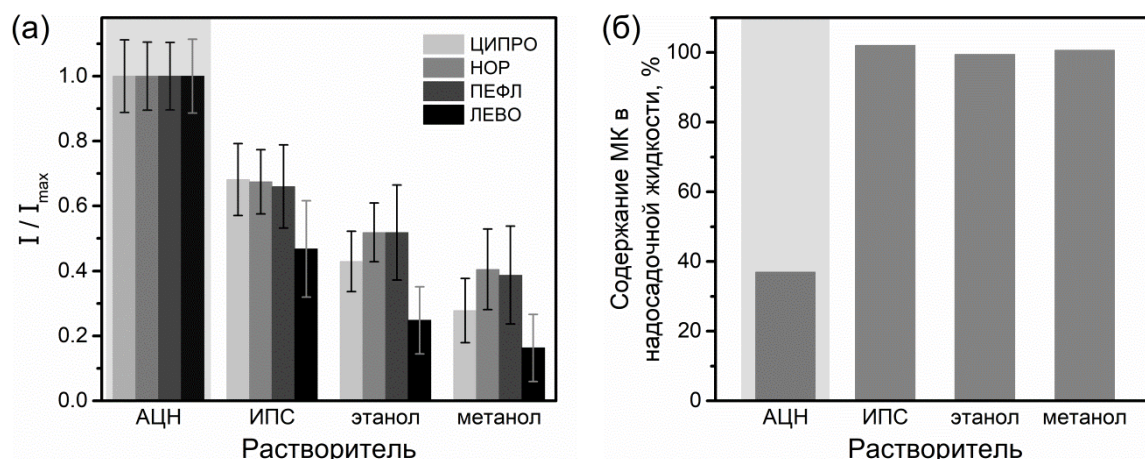 (а)
I / Imax
1.0
0.8
0.6
0.4
0.2
0.0
ЦИПРО
НОР
ПЕФЛ
ЛЕВО
АЦН ИПС этанол метанол
Растворитель
(б)
Содержание МК в
надосадочной жидкости, %
100
80
60
40
20
0
АЦН ИПС этанол метанол
Растворитель